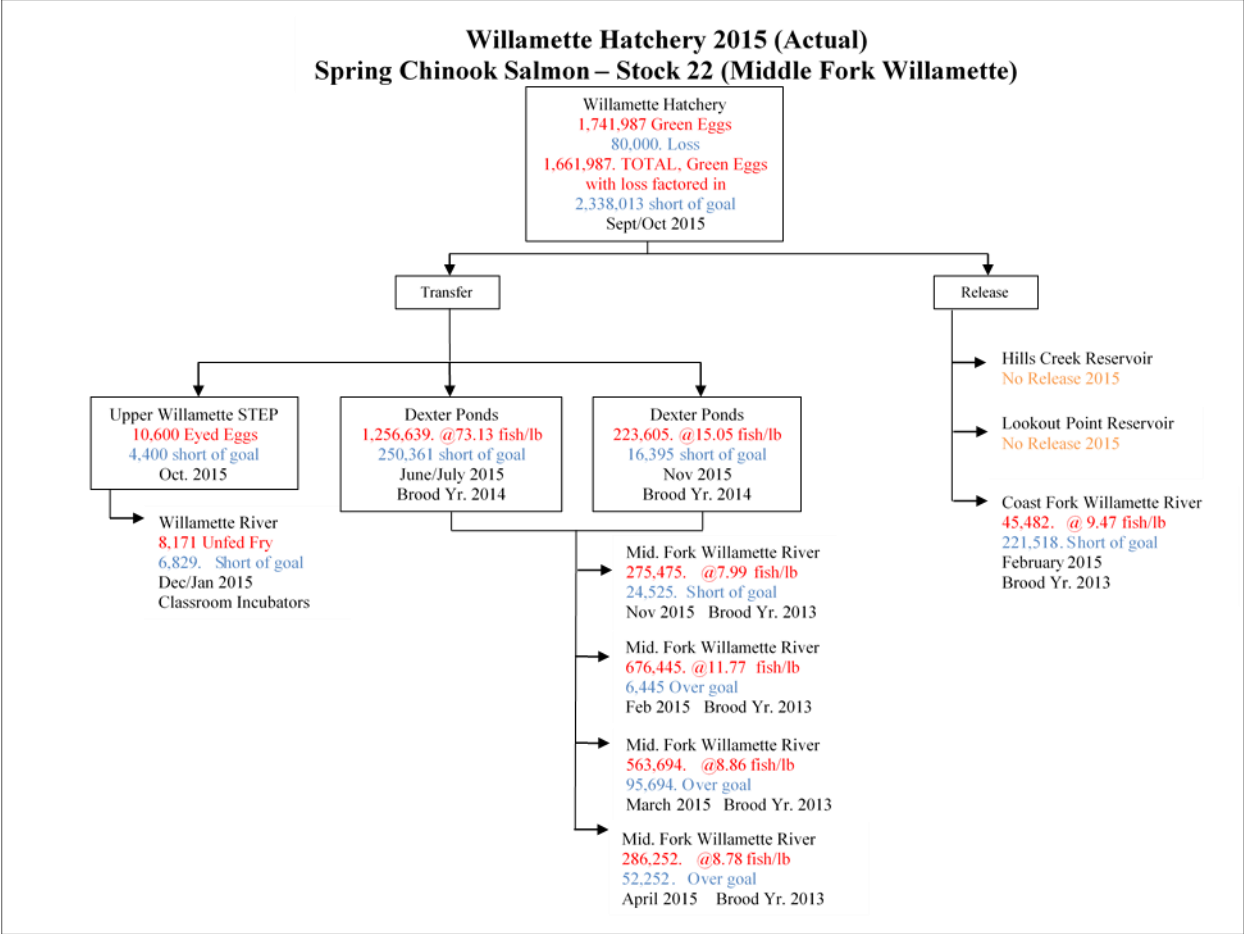 Willamette Hatchery 2015 (Actual)
Spring Chinook Salmon – Stock 22 (Middle Fork Willamette)
Willamette Hatchery
1,741,987 Green Eggs
80,000. Loss
1,661,987. TOTAL, Green Eggs
with loss factored in
2,338,013 short of goal
Sept/Oct 2015
Transfer
Release
Upper Willamette STEP
10,600 Eyed Eggs
4,400 short of goal
Oct. 2015
Willamette River
8,171 Unfed Fry
6,829. Short of goal
Dec/Jan 2015
Classroom Incubators
Dexter Ponds
1,256,639. @73.13 fish/lb
250,361 short of goal
June/July 2015
Brood Yr. 2014
Dexter Ponds
223,605. @15.05 fish/lb
16,395 short of goal
Nov 2015
Brood Yr. 2014
Mid. Fork Willamette River
275,475. @7.99 fish/lb
24,525. Short of goal
Nov 2015 Brood Yr. 2013
Mid. Fork Willamette River
676,445. @11.77 fish/lb
6,445 Over goal
Feb 2015 Brood Yr. 2013
Mid. Fork Willamette River
563,694. @8.86 fish/lb
95,694. Over goal
March 2015 Brood Yr. 2013
Mid. Fork Willamette River
286,252. @8.78 fish/lb
52,252. Over goal
April 2015 Brood Yr. 2013
Hills Creek Reservoir
No Release 2015
Lookout Point Reservoir
No Release 2015
Coast Fork Willamette River
45,482. @ 9.47 fish/lb
221,518. Short of goal
February 2015
Brood Yr. 2013